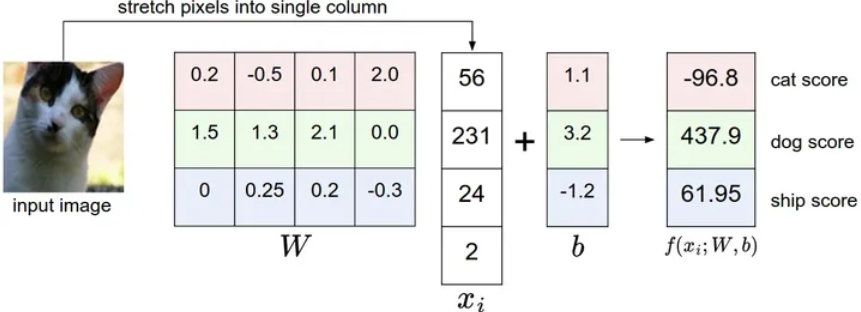 stretch pixels into single column
0.2 -0.5 0.1 2.0 56 1.1 -96.8 cat score
1.5 1.3 2.1 0.0 231 + 3.2 → 437.9 dog score
0 0.25 0.2 -0.3 24 -1.2 61.95 ship score
input image
W 2 b f(xᵢ; W, b)
xᵢ